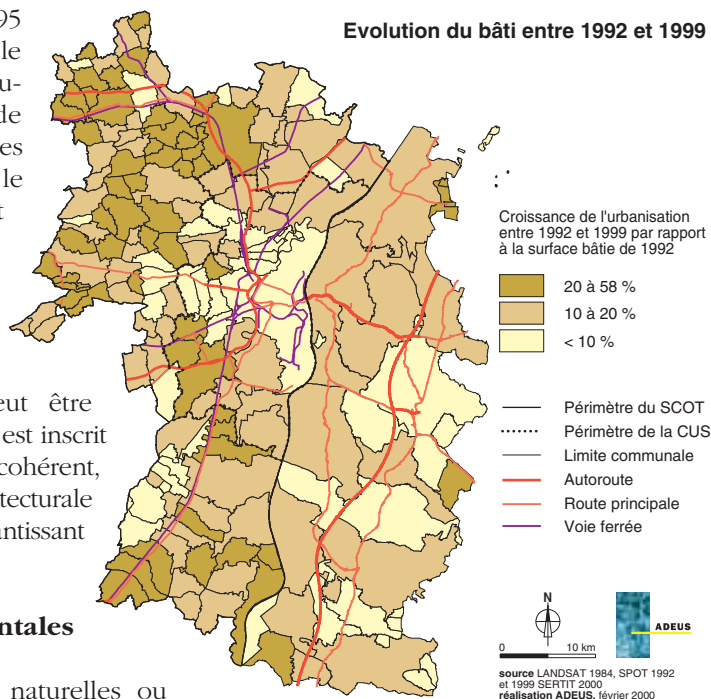 95
le
u-
de
es
le
t
eut être
est inscrit
cohérent,
tecturale
antissant
ntales
naturelles ou
Evolution du bâti entre 1992 et 1999
Croissance de l'urbanisation
entre 1992 et 1999 par rapport
à la surface bâtie de 1992
20 à 58 %
10 à 20 %
< 10 %
Périmètre du SCOT
Périmètre de la CUS
Limite communale
Autoroute
Route principale
Voie ferrée
N
0 10 km
ADEUS
source LANDSAT 1984, SPOT 1992
et 1999 SERTIT 2000
réalisation ADEUS, février 2000